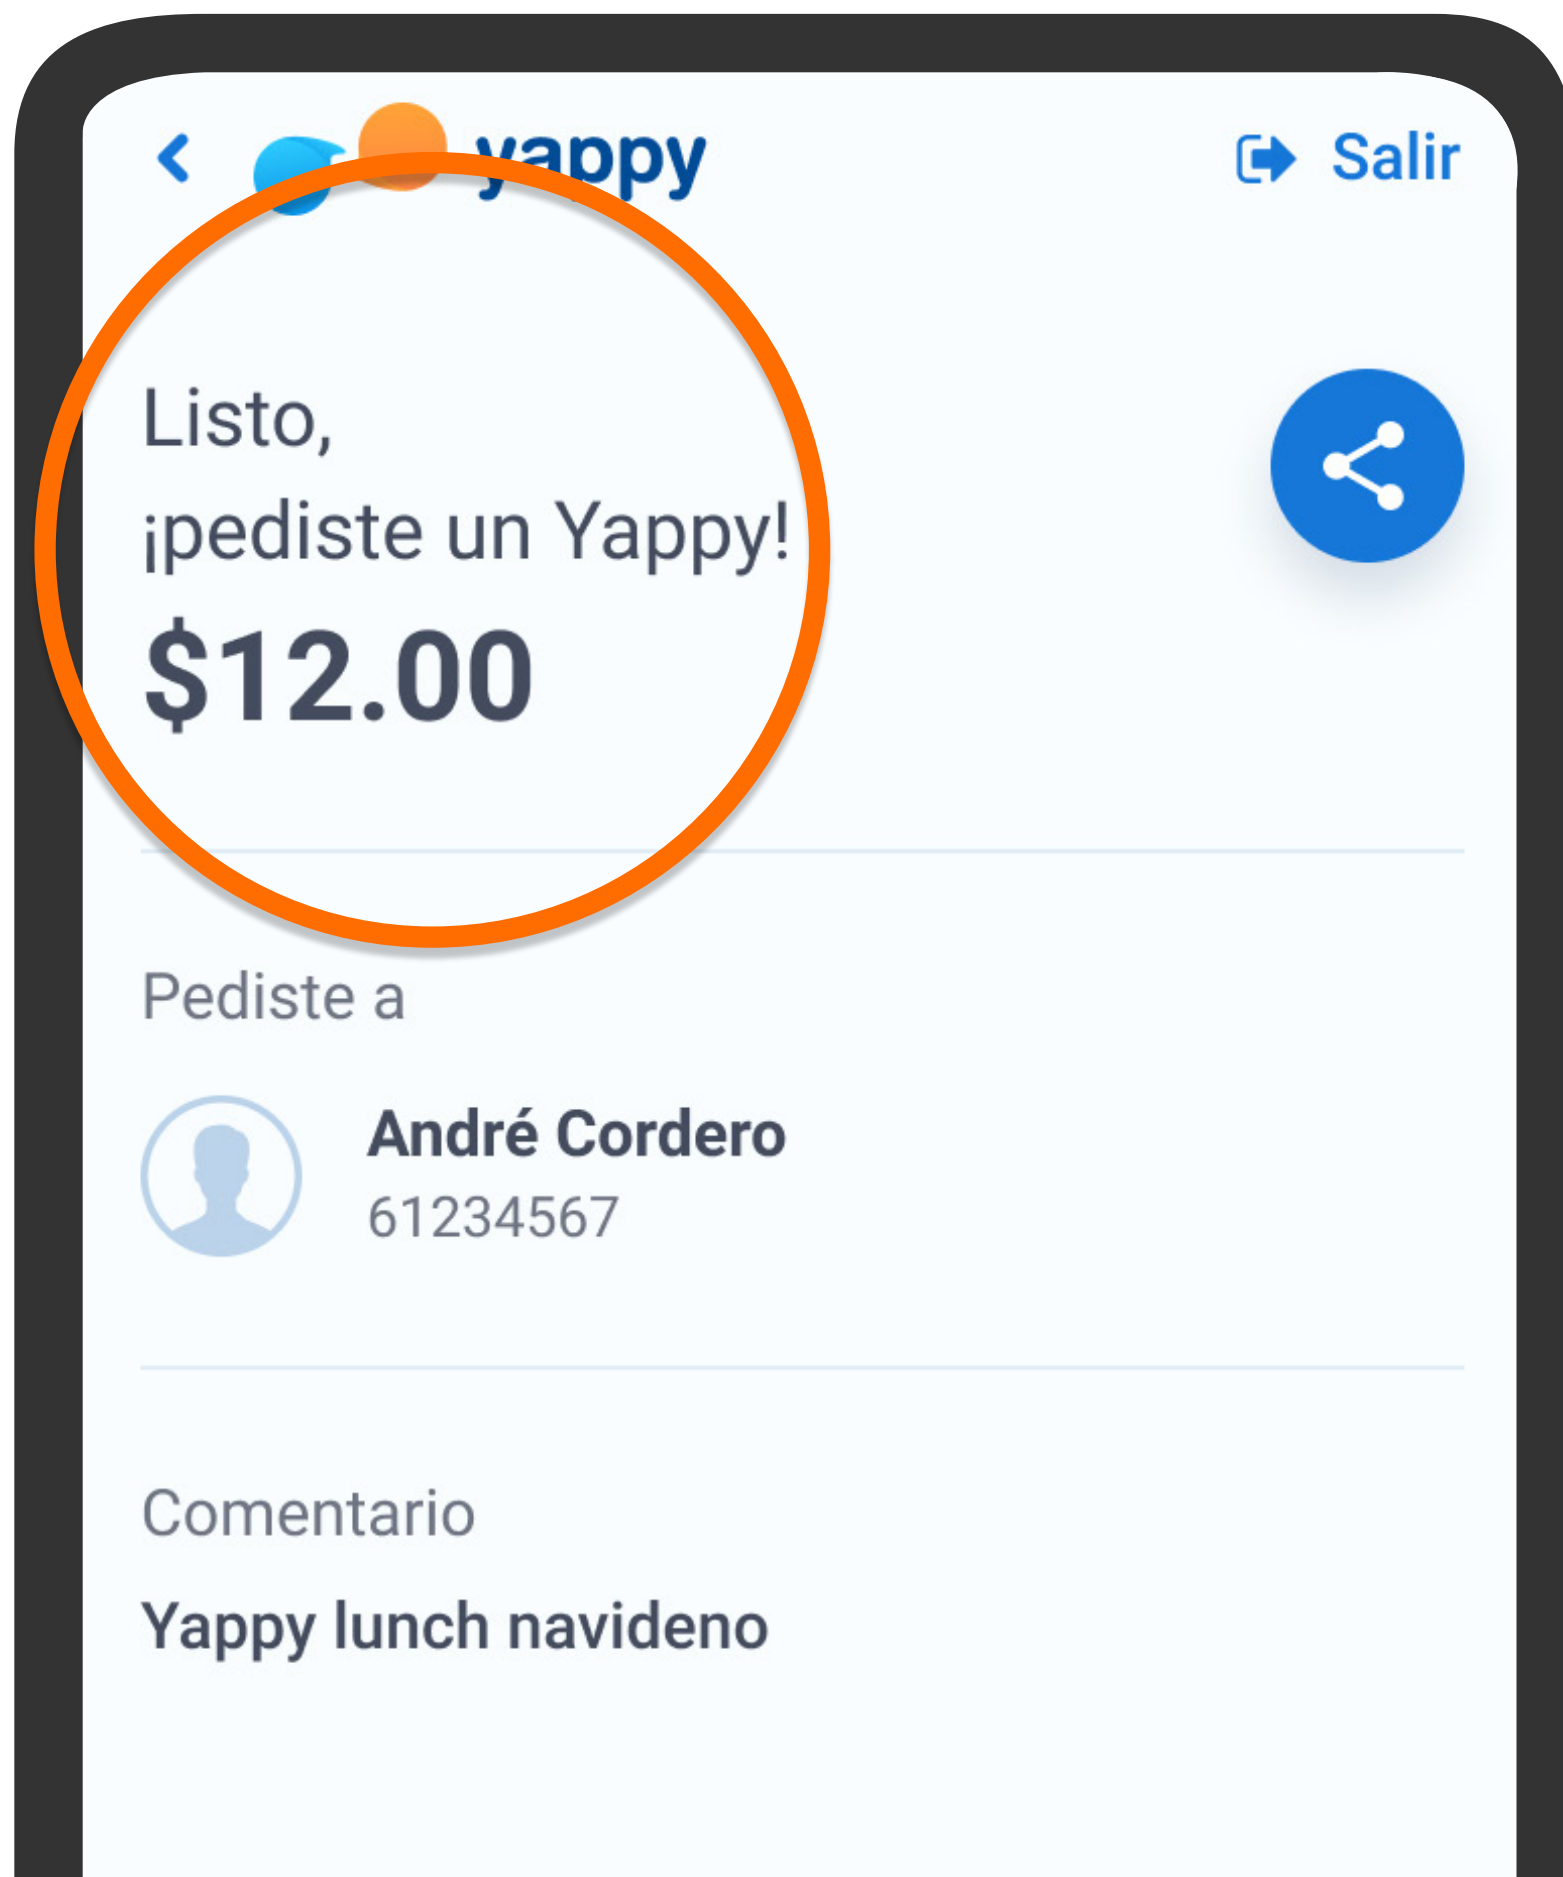 yappy
Salir
Listo,
¡pediste un Yappy!
$12.00
Pediste a
André Cordero
61234567
Comentario
Yappy lunch navideno